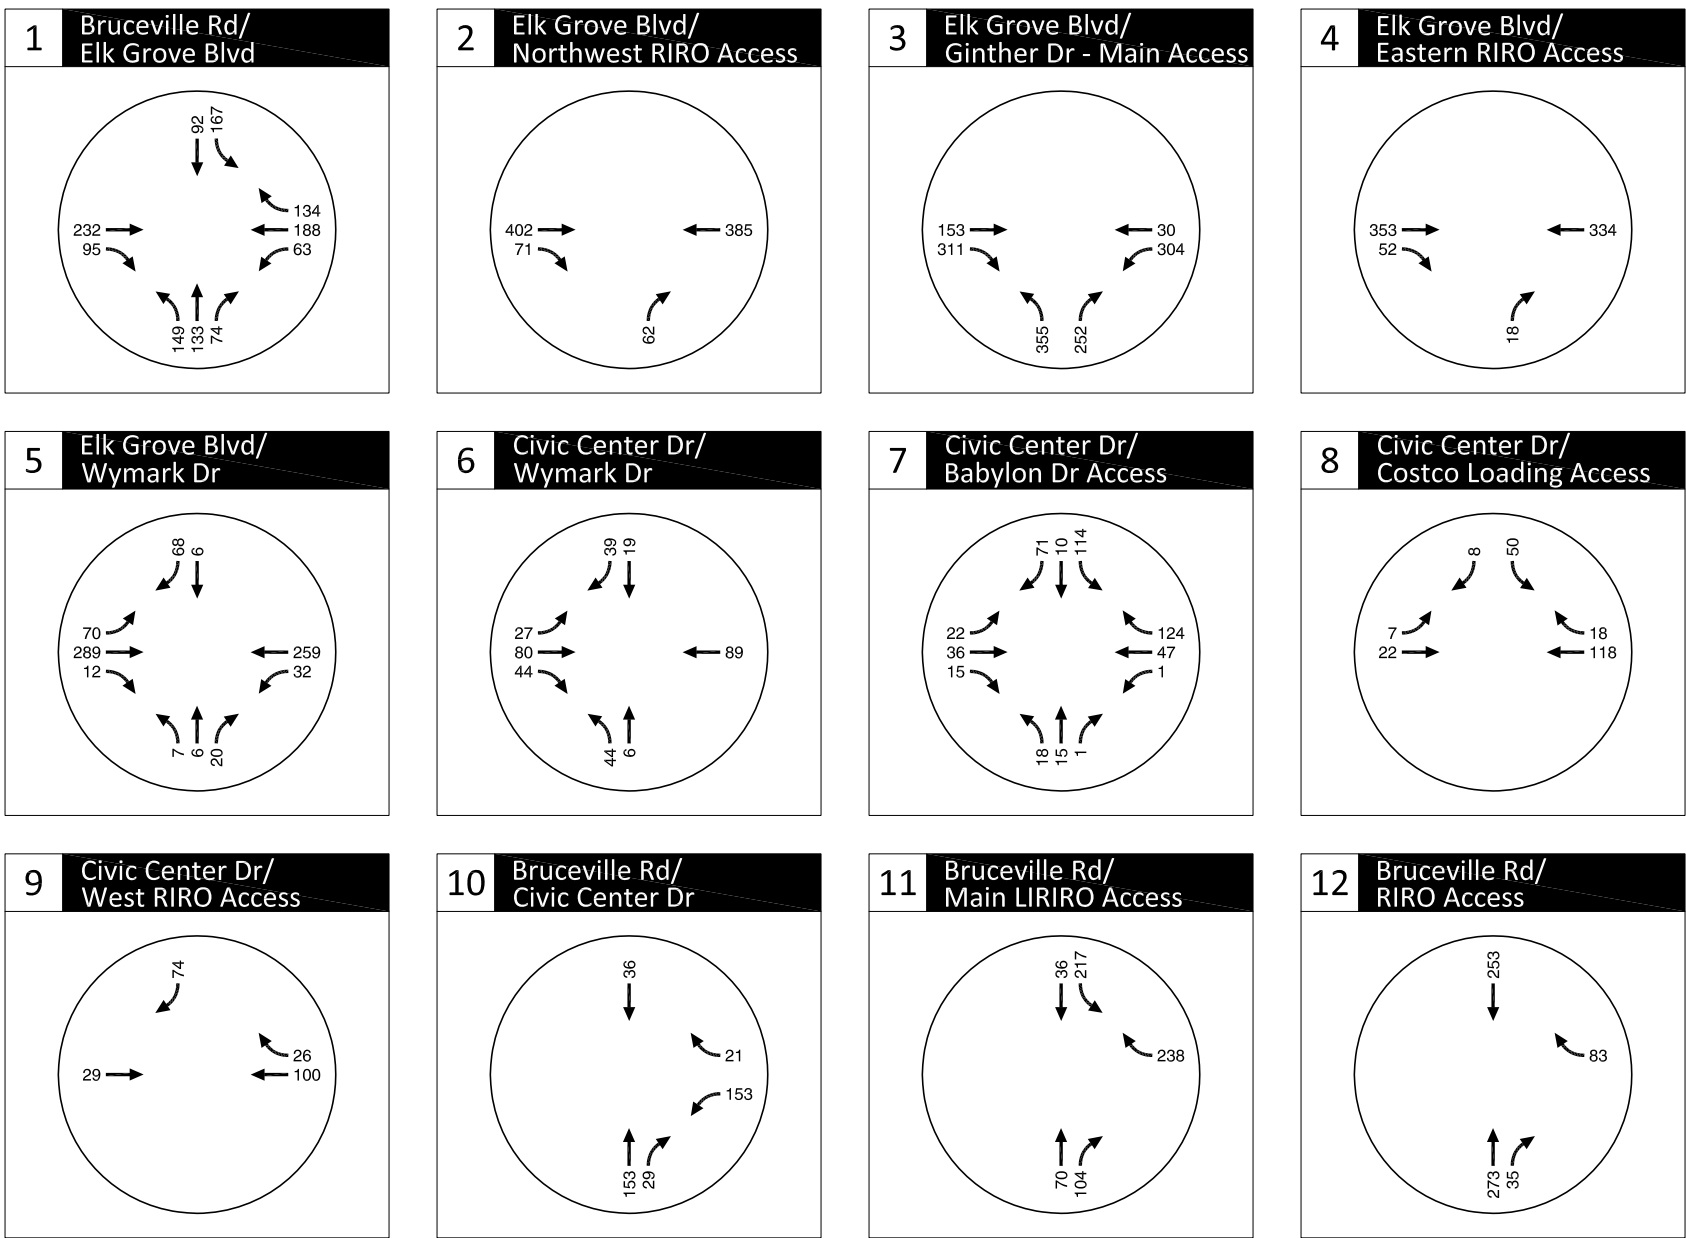 1 Bruceville Rd/
Elk Grove Blvd
92 167
134
232 188
95 63
149 133 74
2 Elk Grove Blvd/
Northwest RIRO Access
402 385
71
62
3 Elk Grove Blvd/
Ginther Dr - Main Access
153 30
311 304
355 252
4 Elk Grove Blvd/
Eastern RIRO Access
353 334
52
18
5 Elk Grove Blvd/
Wymark Dr
68 6
70
289 259
12 32
7 6 20
6 Civic Center Dr/
Wymark Dr
39 19
27
80 89
44
44 6
7 Civic Center Dr/
Babylon Dr Access
71 10 114
22 124
36 47
15 1
18 15 1
8 Civic Center Dr/
Costco Loading Access
8 50
7 18
22 118
9 Civic Center Dr/
West RIRO Access
74
26
29 100
10 Bruceville Rd/
Civic Center Dr
36
21
153
153 29
11 Bruceville Rd/
Main LIRIRO Access
36 217
238
70 104
12 Bruceville Rd/
RIRO Access
253
83
273 35